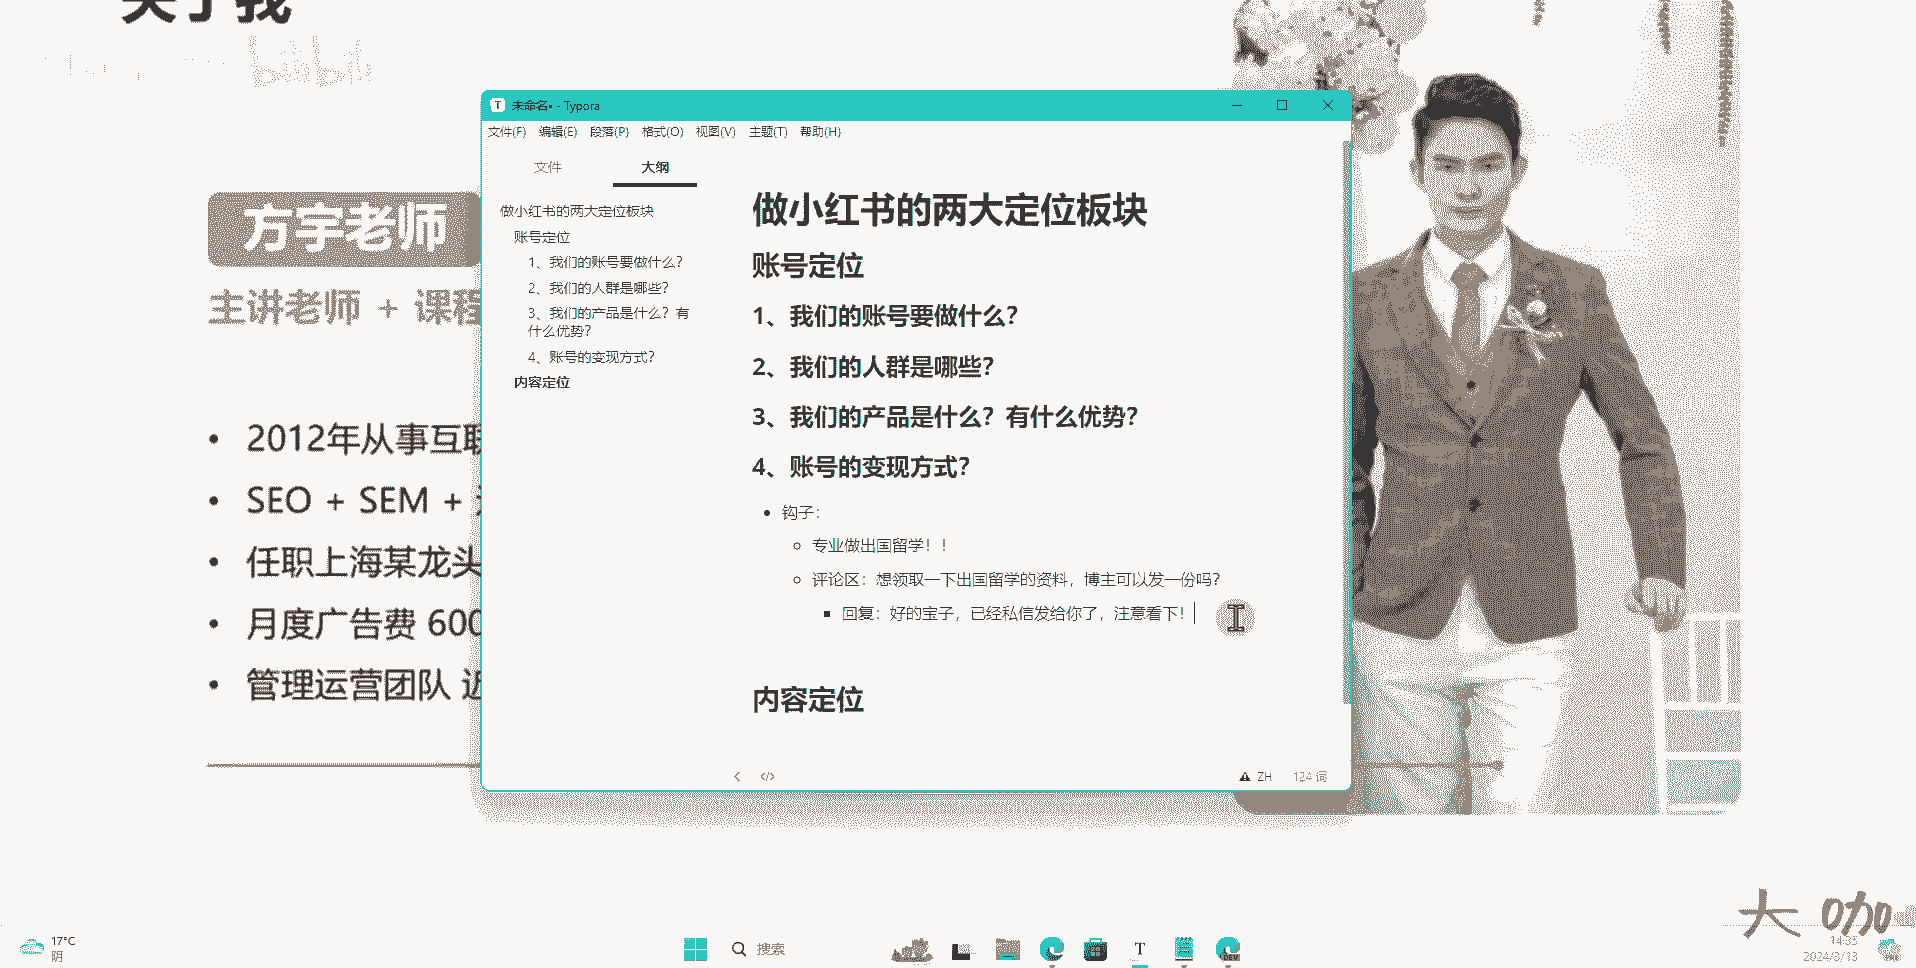 关于我
bilibili
方宇老师
主讲老师 + 课程
• 2012年从事互联
• SEO + SEM +
• 任职上海某龙头
• 月度广告费 600
• 管理运营团队 近
未命名• - Typora
文件(F) 编辑(E) 段落(P) 格式(O) 视图(V) 主题(T) 帮助(H)
文件 大纲
做小红书的两大定位板块
账号定位
1、我们的账号要做什么？
2、我们的人群是哪些？
3、我们的产品是什么？有
什么优势？
4、账号的变现方式？
内容定位
做小红书的两大定位板块
账号定位
1、我们的账号要做什么？
2、我们的人群是哪些？
3、我们的产品是什么？有什么优势？
4、账号的变现方式？
• 钩子：
专业做出国留学！！
评论区：想领取一下出国留学的资料，博主可以发一份吗？
回复：好的宝子，已经私信发给你了，注意看下！
内容定位
ZH 124 词
大咖
17°C
阴
搜索
T
DEV
14:35
2024/3/13